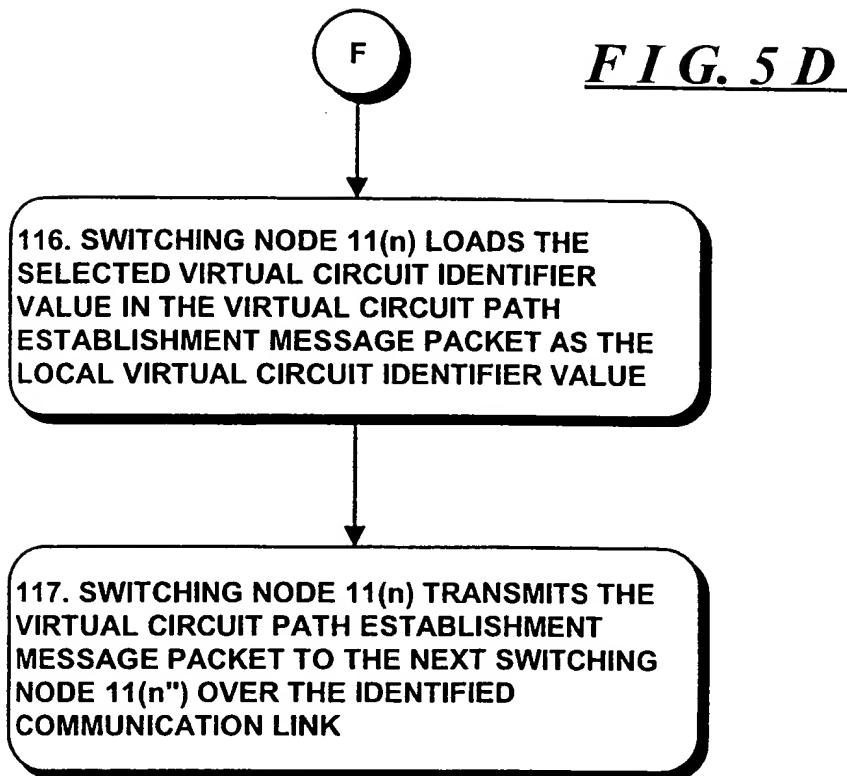 F
FIG. 5D
116. SWITCHING NODE 11(n) LOADS THE
SELECTED VIRTUAL CIRCUIT IDENTIFIER
VALUE IN THE VIRTUAL CIRCUIT PATH
ESTABLISHMENT MESSAGE PACKET AS THE
LOCAL VIRTUAL CIRCUIT IDENTIFIER VALUE
117. SWITCHING NODE 11(n) TRANSMITS THE
VIRTUAL CIRCUIT PATH ESTABLISHMENT
MESSAGE PACKET TO THE NEXT SWITCHING
NODE 11(n") OVER THE IDENTIFIED
COMMUNICATION LINK